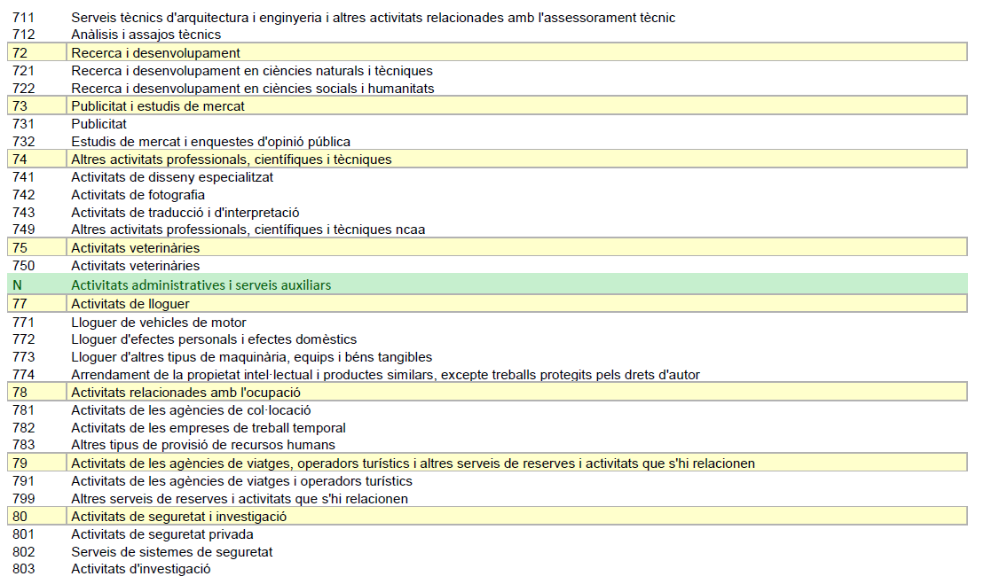 711 Serveis tècnics d'arquitectura i enginyeria i altres activitats relacionades amb l'assessorament tècnic
712 Anàlisis i assajos tècnics
72 Recerca i desenvolupament
721 Recerca i desenvolupament en ciències naturals i tècniques
722 Recerca i desenvolupament en ciències socials i humanitats
73 Publicitat i estudis de mercat
731 Publicitat
732 Estudis de mercat i enquestes d'opinió pública
74 Altres activitats professionals, científiques i tècniques
741 Activitats de disseny especialitzat
742 Activitats de fotografia
743 Activitats de traducció i d'interpretació
749 Altres activitats professionals, científiques i tècniques ncaa
75 Activitats veterinàries
750 Activitats veterinàries
N Activitats administratives i serveis auxiliars
77 Activitats de lloguer
771 Lloguer de vehicles de motor
772 Lloguer d'efectes personals i efectes domèstics
773 Lloguer d'altres tipus de maquinària, equips i béns tangibles
774 Arrendament de la propietat intel·lectual i productes similars, excepte treballs protegits pels drets d'autor
78 Activitats relacionades amb l'ocupació
781 Activitats de les agències de col·locació
782 Activitats de les empreses de treball temporal
783 Altres tipus de provisió de recursos humans
79 Activitats de les agències de viatges, operadors turístics i altres serveis de reserves i activitats que s'hi relacionen
791 Activitats de les agències de viatges i operadors turístics
799 Altres serveis de reserves i activitats que s'hi relacionen
80 Activitats de seguretat i investigació
801 Activitats de seguretat privada
802 Serveis de sistemes de seguretat
803 Activitats d'investigació